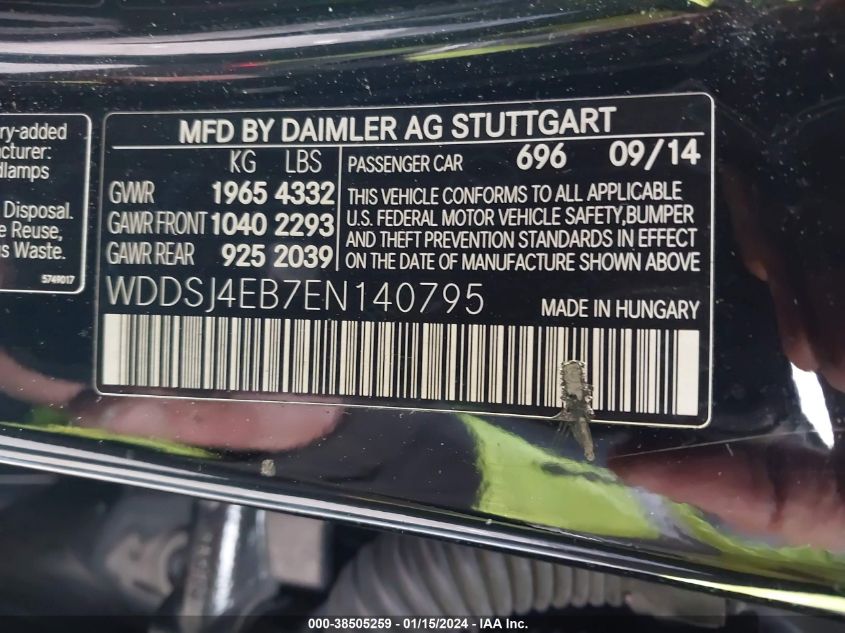 ry-added
acturer:
dlamps
Disposal.
e Reuse,
us Waste.
5749017
MFD BY DAIMLER AG STUTTGART
KG LBS
GVWR 1965 4332
GAWR FRONT 1040 2293
GAWR REAR 925 2039
PASSENGER CAR 696 09/14
THIS VEHICLE CONFORMS TO ALL APPLICABLE
U.S. FEDERAL MOTOR VEHICLE SAFETY,BUMPER
AND THEFT PREVENTION STANDARDS IN EFFECT
ON THE DATE OF MANUFACTURE SHOWN ABOVE
WDDSJ4EB7EN140795 MADE IN HUNGARY
000-38505259 - 01/15/2024 - IAA Inc.